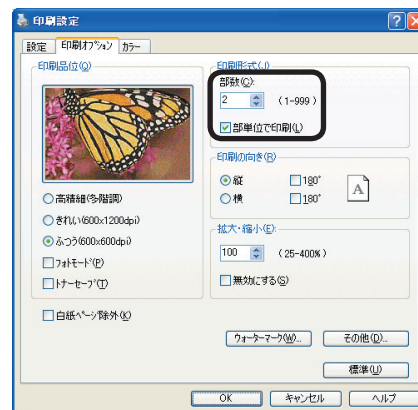 印刷設定
設定 印刷オプション カラー
印刷品位(Q)
高精細(多階調)
きれい(600x1200dpi)
ふつう(600x600dpi)
フォトモード(P)
トナーセーブ(T)
白紙ページ除外(K)
印刷形式(J)
部数(C):
2 (1-999)
部単位で印刷(L)
印刷の向き(R)
縦 180°
横 180°
A
拡大・縮小(E):
100 (25-400%)
無効にする(S)
ウォーターマーク(W)... その他(D)...
標準(U)
OK キャンセル ヘルプ